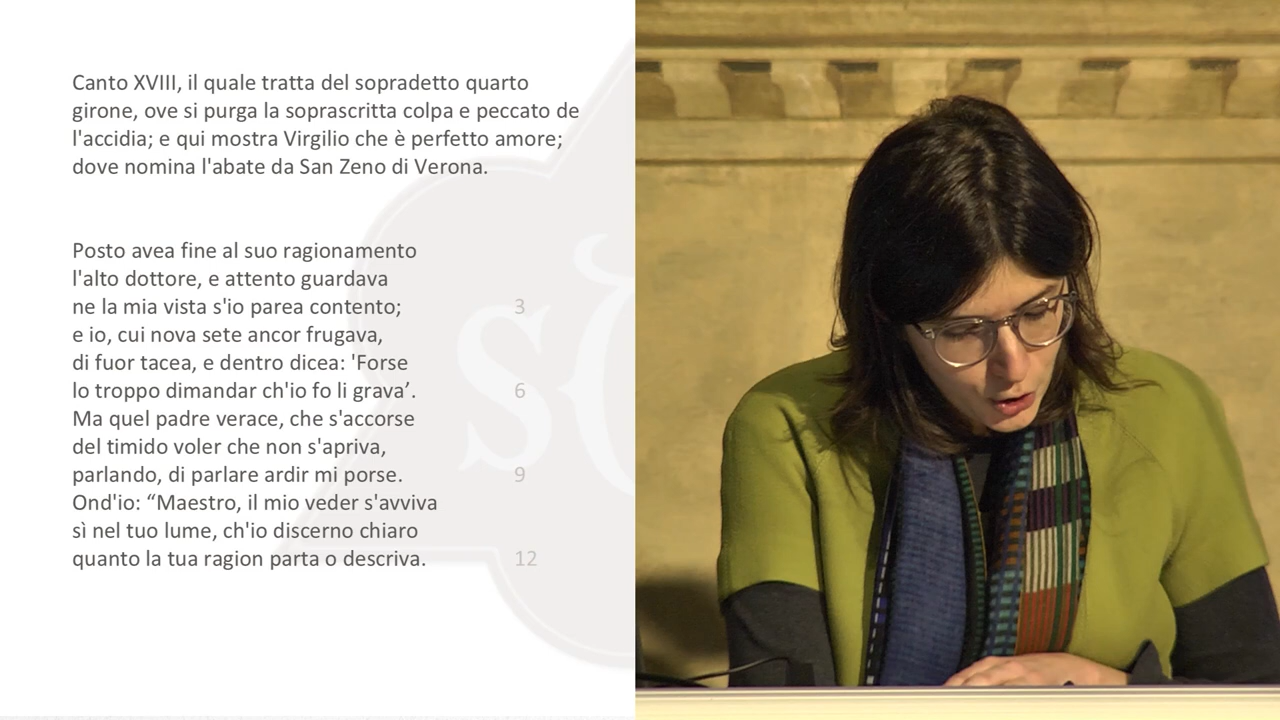 Canto XVIII, il quale tratta del sopradetto quarto
girone, ove si purga la soprascritta colpa e peccato de
l'accidia; e qui mostra Virgilio che è perfetto amore;
dove nomina l'abate da San Zeno di Verona.
Posto avea fine al suo ragionamento
l'alto dottore, e attento guardava
ne la mia vista s'io parea contento; 3
e io, cui nova sete ancor frugava,
di fuor tacea, e dentro dicea: 'Forse
lo troppo dimandar ch'io fo li grava’. 6
Ma quel padre verace, che s'accorse
del timido voler che non s'apriva,
parlando, di parlare ardir mi porse. 9
Ond'io: “Maestro, il mio veder s'avviva
sì nel tuo lume, ch'io discerno chiaro
quanto la tua ragion parta o descriva. 12